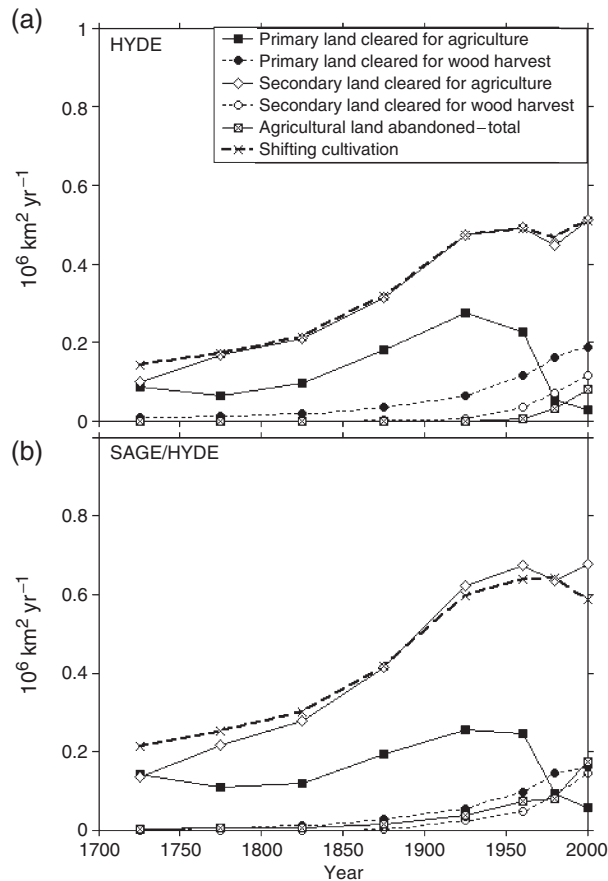 (a)
HYDE
Primary land cleared for agriculture
Primary land cleared for wood harvest
Secondary land cleared for agriculture
Secondary land cleared for wood harvest
Agricultural land abandoned–total
Shifting cultivation
1
0.8
0.6
0.4
0.2
0
10⁶ km² yr⁻¹
(b)
SAGE/HYDE
0.8
0.6
0.4
0.2
0
10⁶ km² yr⁻¹
1700 1750 1800 1850 1900 1950 2000
Year